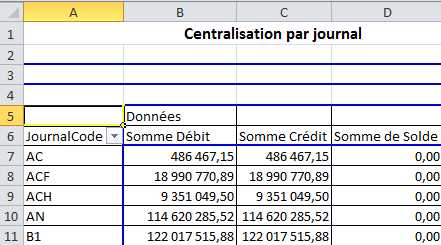 A B C D
1 Centralisation par journal
2
3
4
5 Données
6 JournalCode Somme Débit Somme Crédit Somme de Solde
7 AC 486 467,15 486 467,15 0,00
8 ACF 18 990 770,89 18 990 770,89 0,00
9 ACH 9 351 049,50 9 351 049,50 0,00
10 AN 114 620 285,52 114 620 285,52 0,00
11 B1 122 017 515,88 122 017 515,88 0,00